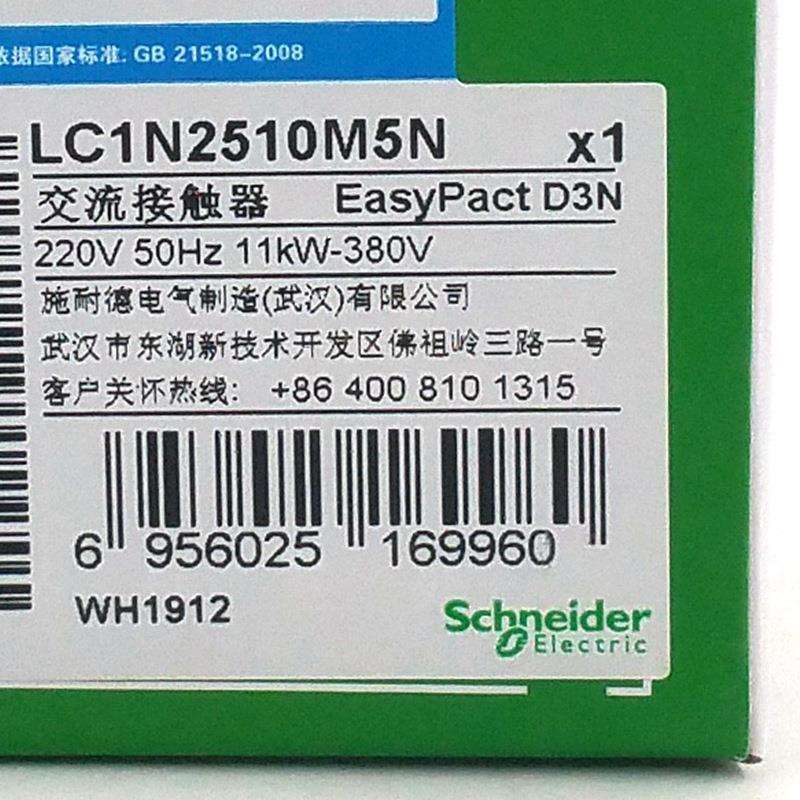 依据国家标准: GB 21518-2008
LC1N2510M5N x1
交流接触器 EasyPact D3N
220V 50Hz 11kW-380V
施耐德电气制造(武汉)有限公司
武汉市东湖新技术开发区佛祖岭三路一号
客户关怀热线: +86 400 810 1315
6 956025 169960
WH1912
Schneider
Electric